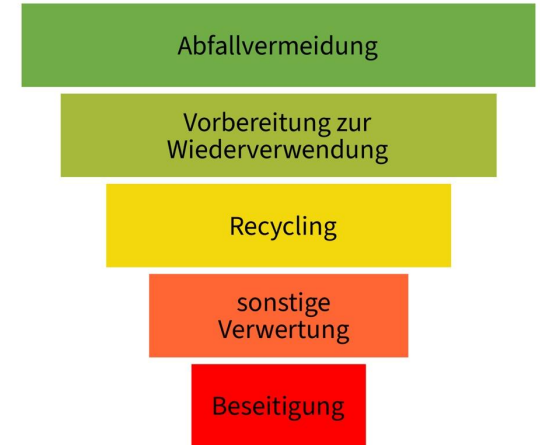 Abfallvermeidung
Vorbereitung zur
Wiederverwendung
Recycling
sonstige
Verwertung
Beseitigung